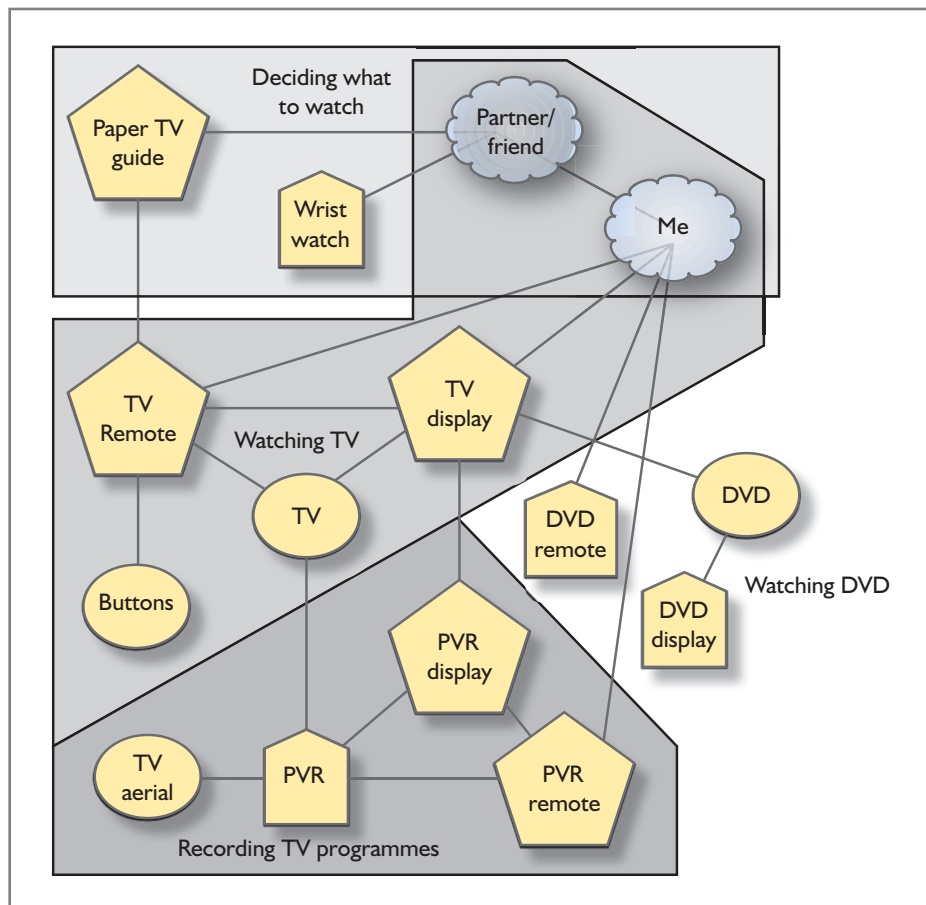 Deciding what
to watch
Paper TV
guide
Partner/
friend
Wrist
watch
Me
TV
Remote
TV
display
Watching TV
TV
DVD
remote
DVD
Buttons
DVD
display
Watching DVD
PVR
display
TV
aerial
PVR
PVR
remote
Recording TV programmes